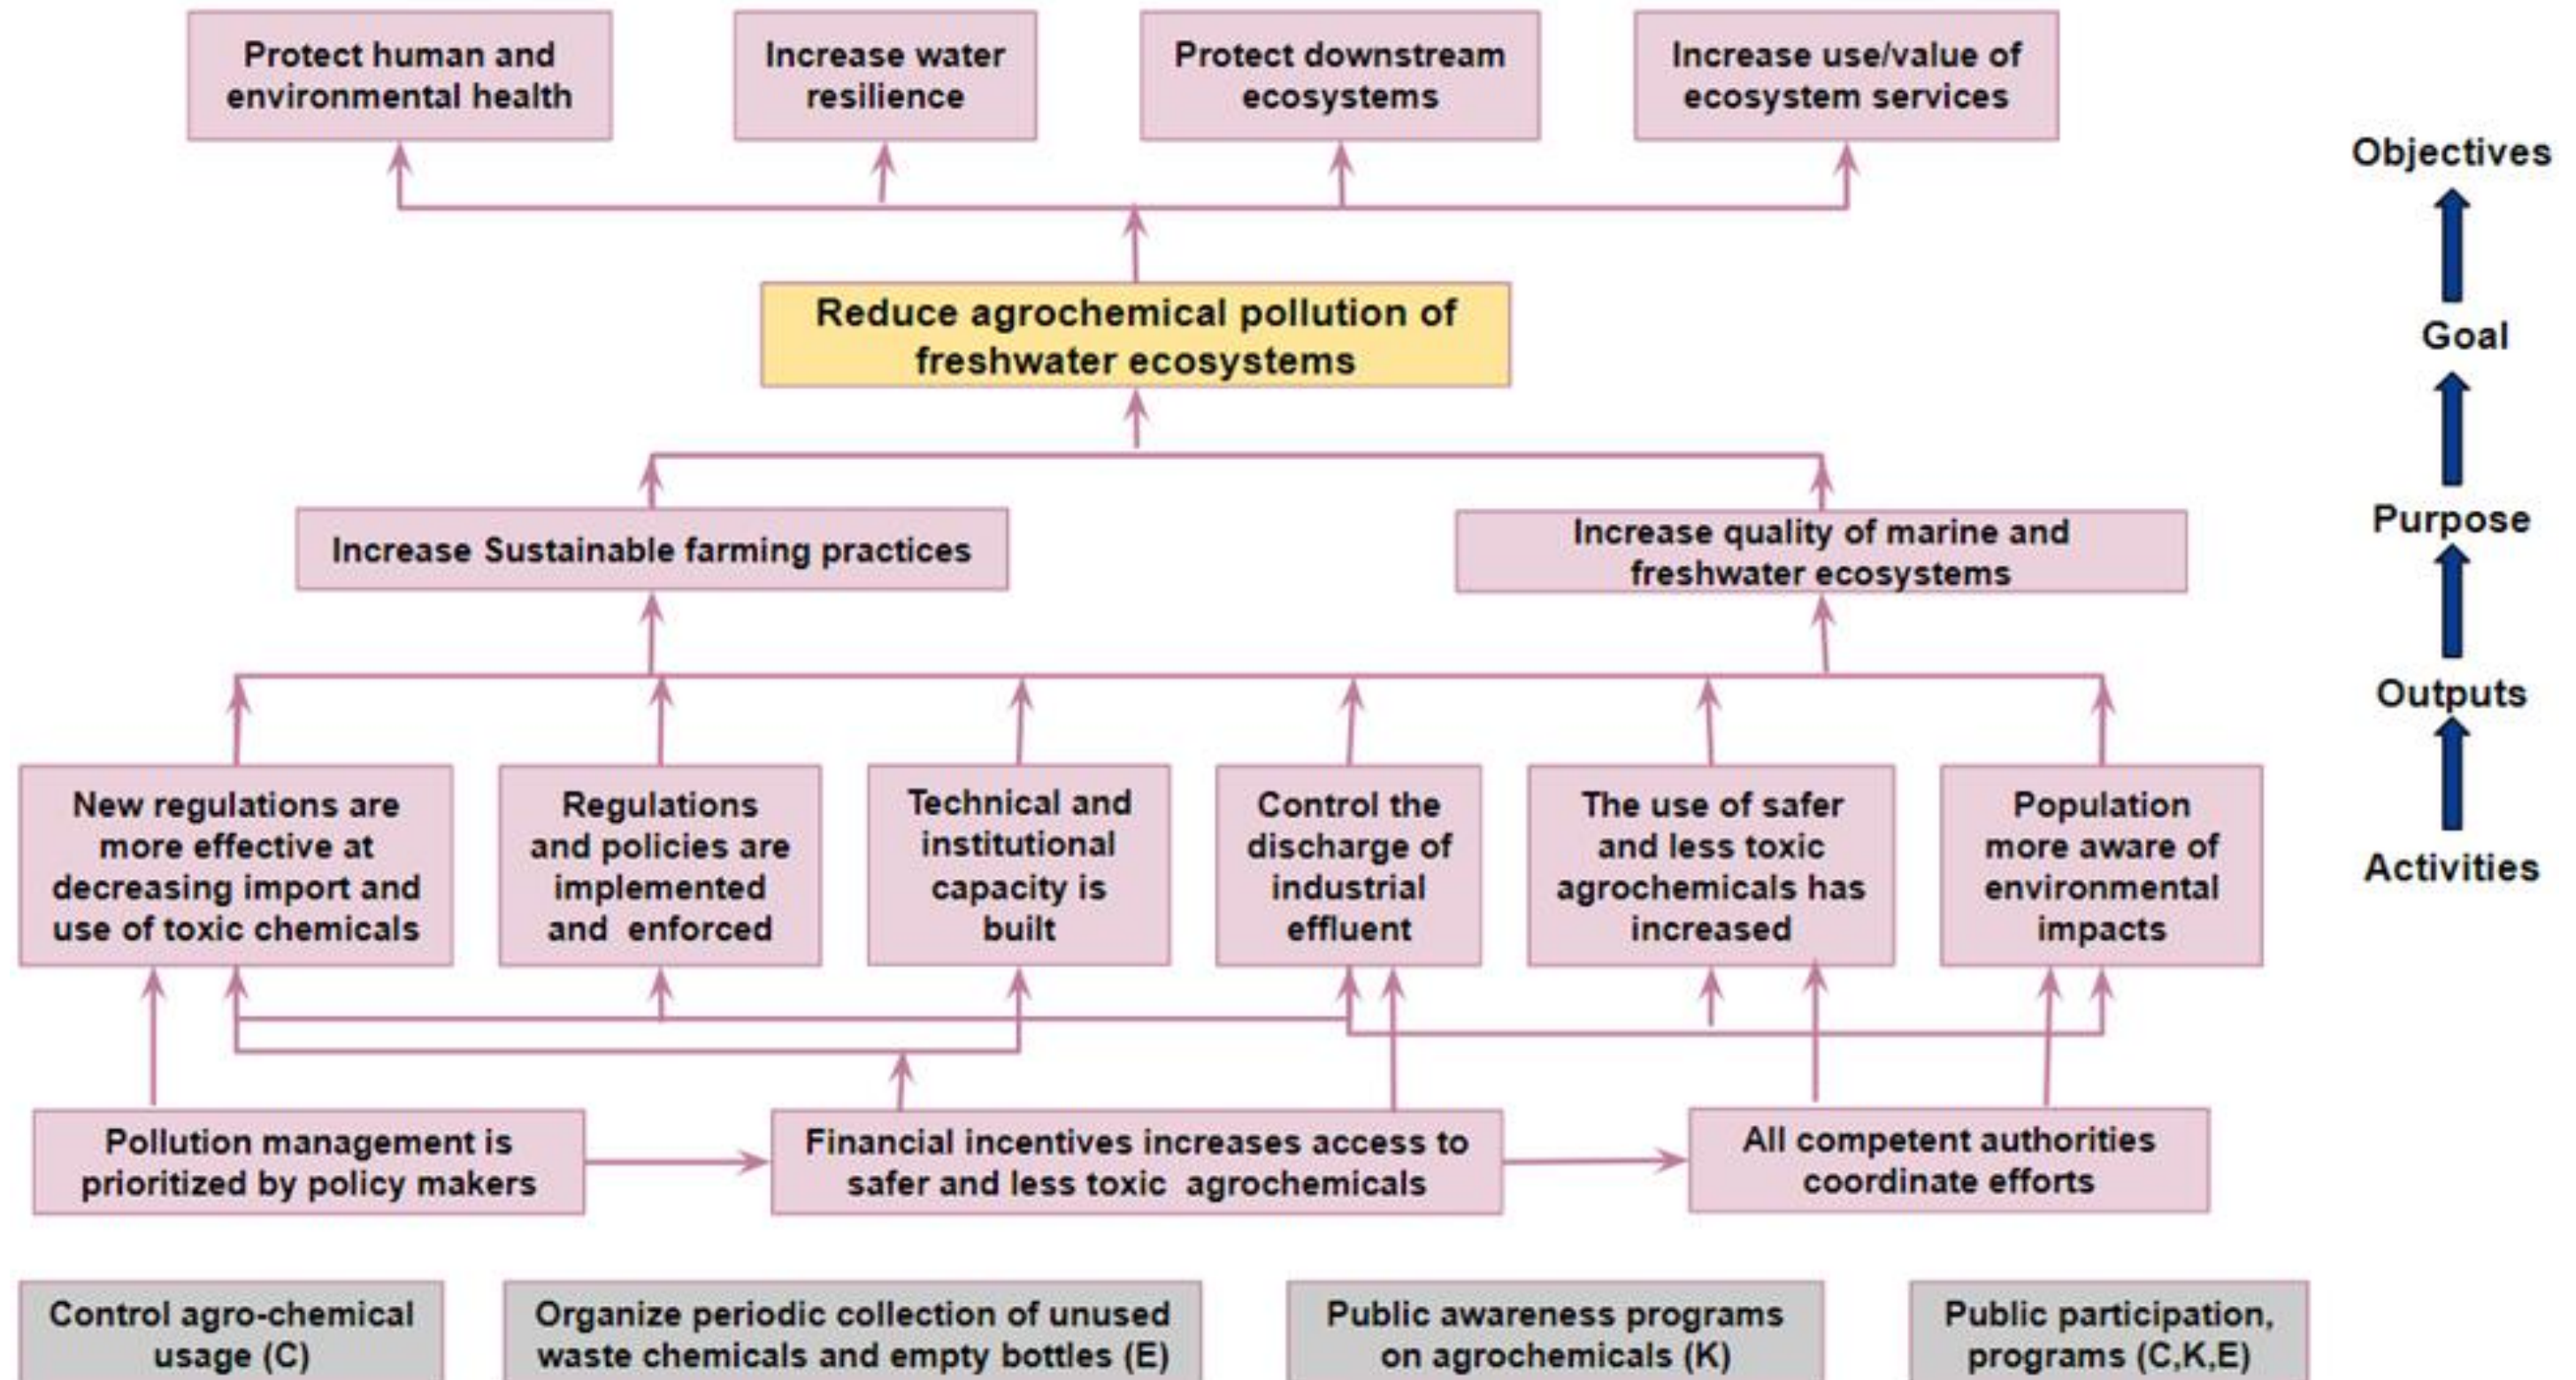 Protect human and
environmental health
Increase water
resilience
Protect downstream
ecosystems
Increase use/value of
ecosystem services
Objectives
Reduce agrochemical pollution of
freshwater ecosystems
Goal
Increase Sustainable farming practices
Increase quality of marine and
freshwater ecosystems
Purpose
Outputs
New regulations are
more effective at
decreasing import and
use of toxic chemicals
Regulations
and policies are
implemented
and enforced
Technical and
institutional
capacity is
built
Control the
discharge of
industrial
effluent
The use of safer
and less toxic
agrochemicals has
increased
Population
more aware of
environmental
impacts
Activities
Pollution management is
prioritized by policy makers
Financial incentives increases access to
safer and less toxic agrochemicals
All competent authorities
coordinate efforts
Control agro-chemical
usage (C)
Organize periodic collection of unused
waste chemicals and empty bottles (E)
Public awareness programs
on agrochemicals (K)
Public participation,
programs (C,K,E)